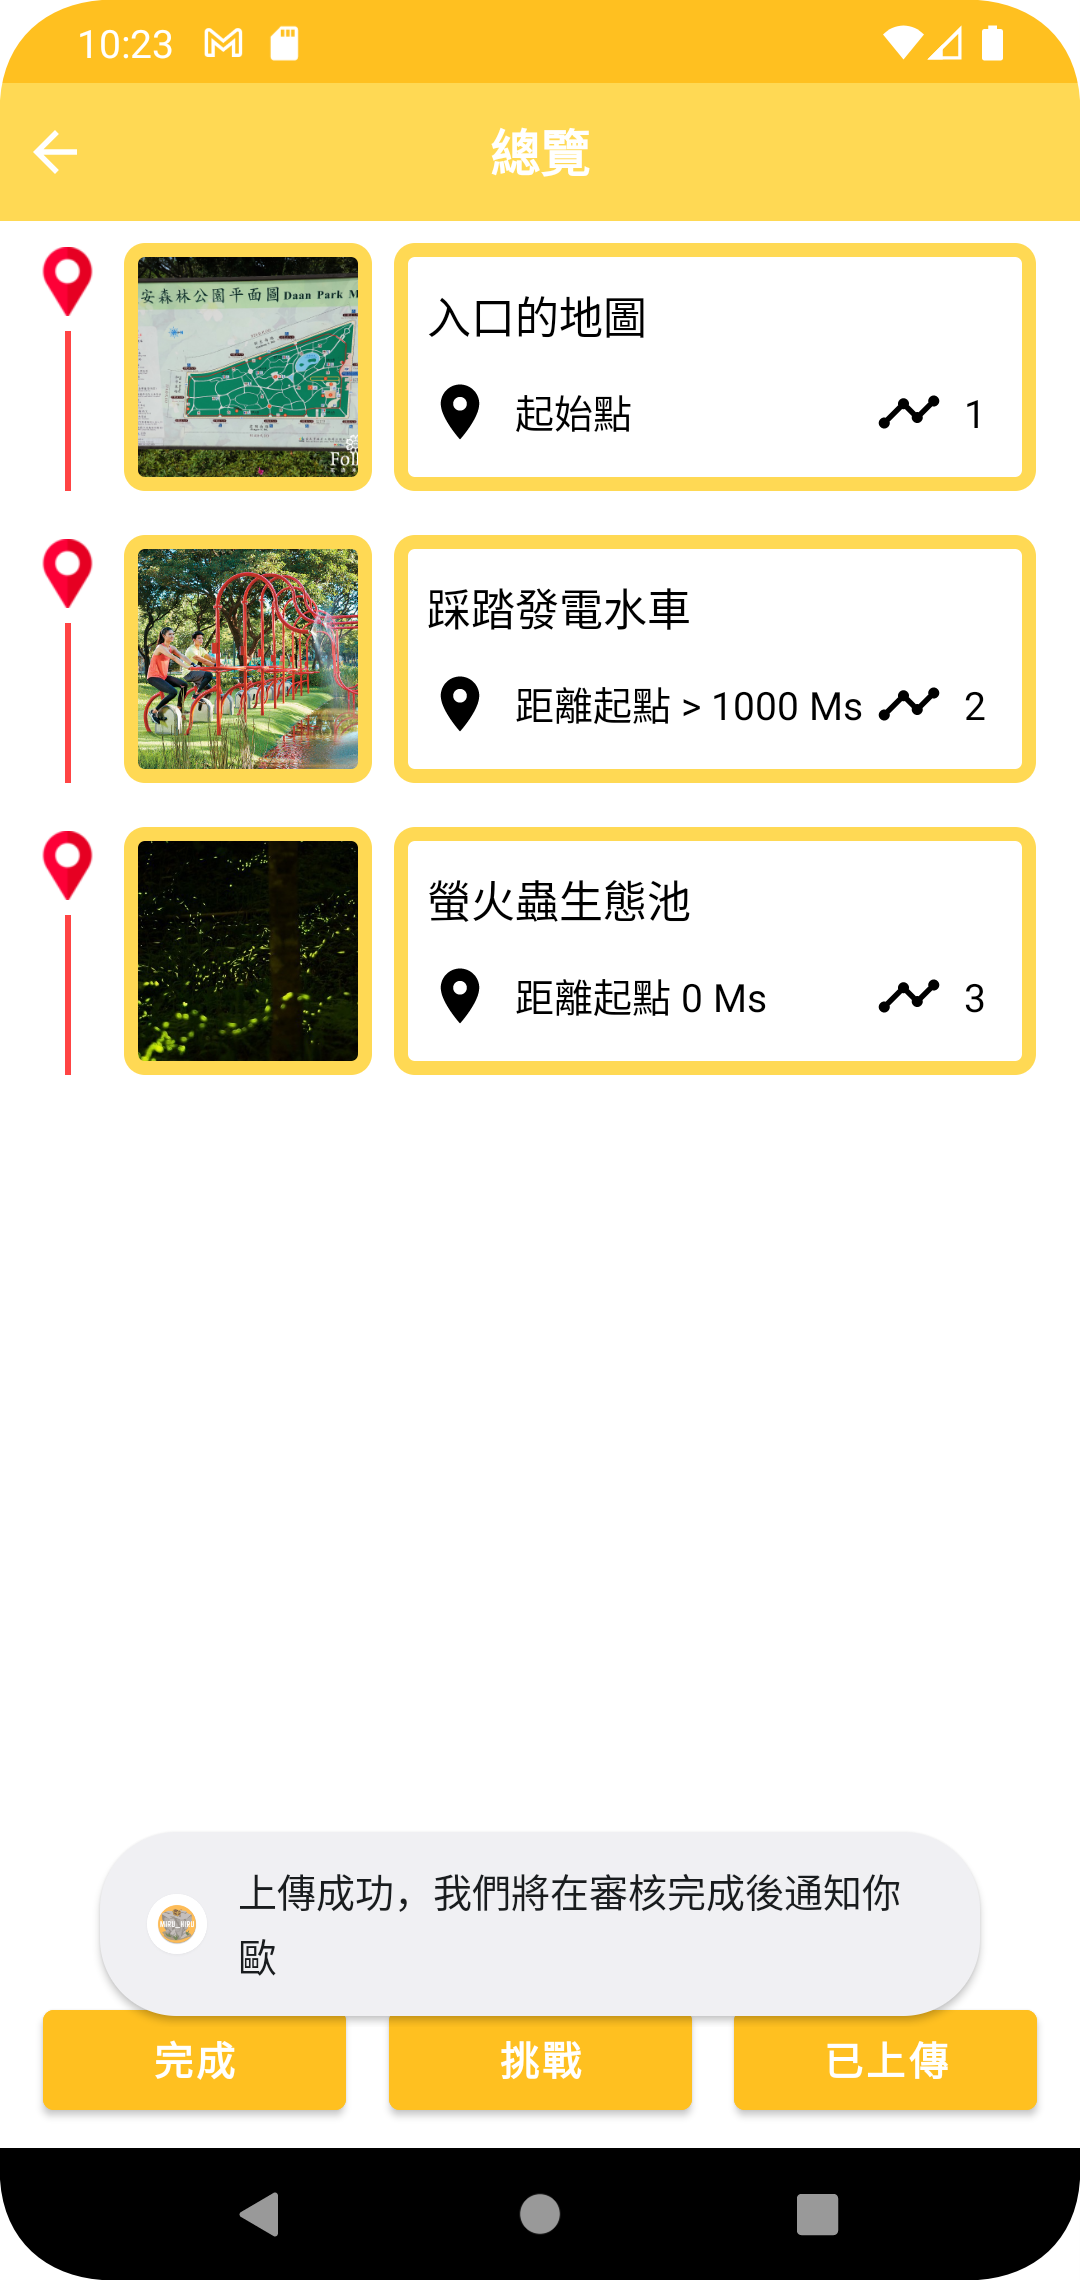 10:23
總覽
安森林公園平面圖 Daan Park M
Foll
入口的地圖
起始點
1
踩踏發電水車
距離起點 > 1000 Ms
2
螢火蟲生態池
距離起點 0 Ms
3
上傳成功，我們將在審核完成後通知你
歐
完成
挑戰
已上傳